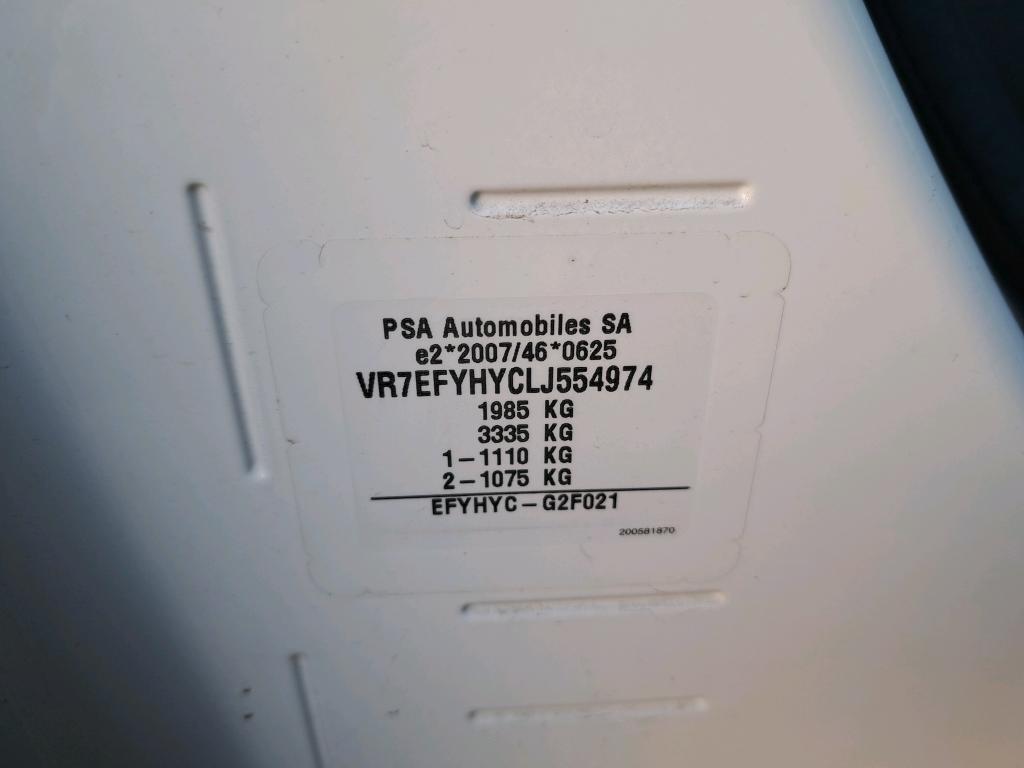 PSA Automobiles SA
e2*2007/46*0625
VR7EFYHYCLJ554974
1985 KG
3335 KG
1-1110 KG
2-1075 KG
EFYHYC-G2F021
200581870